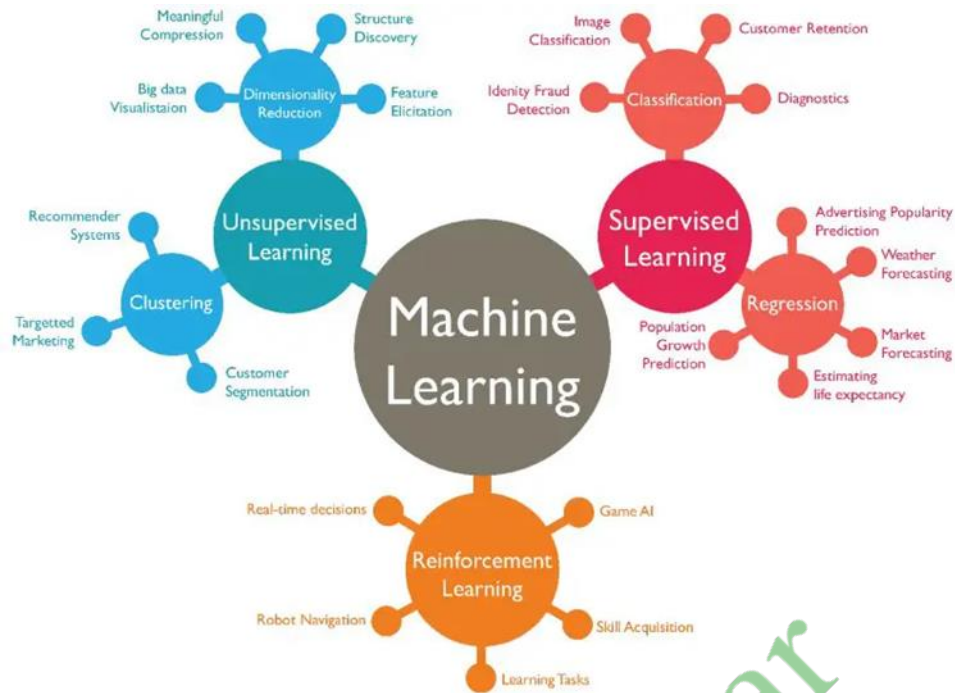 Meaningful
Compression
Structure
Discovery
Big data
Visualistaion
Dimensionality
Reduction
Feature
Elicitation
Image
Classification
Customer Retention
Idenity Fraud
Detection
Classification
Diagnostics
Unsupervised
Learning
Recommender
Systems
Clustering
Targetted
Marketing
Customer
Segmentation
Supervised
Learning
Advertising Popularity
Prediction
Weather
Forecasting
Regression
Population
Growth
Prediction
Market
Forecasting
Estimating
life expectancy
Machine
Learning
Real-time decisions
Game AI
Reinforcement
Learning
Robot Navigation
Skill Acquisition
Learning Tasks